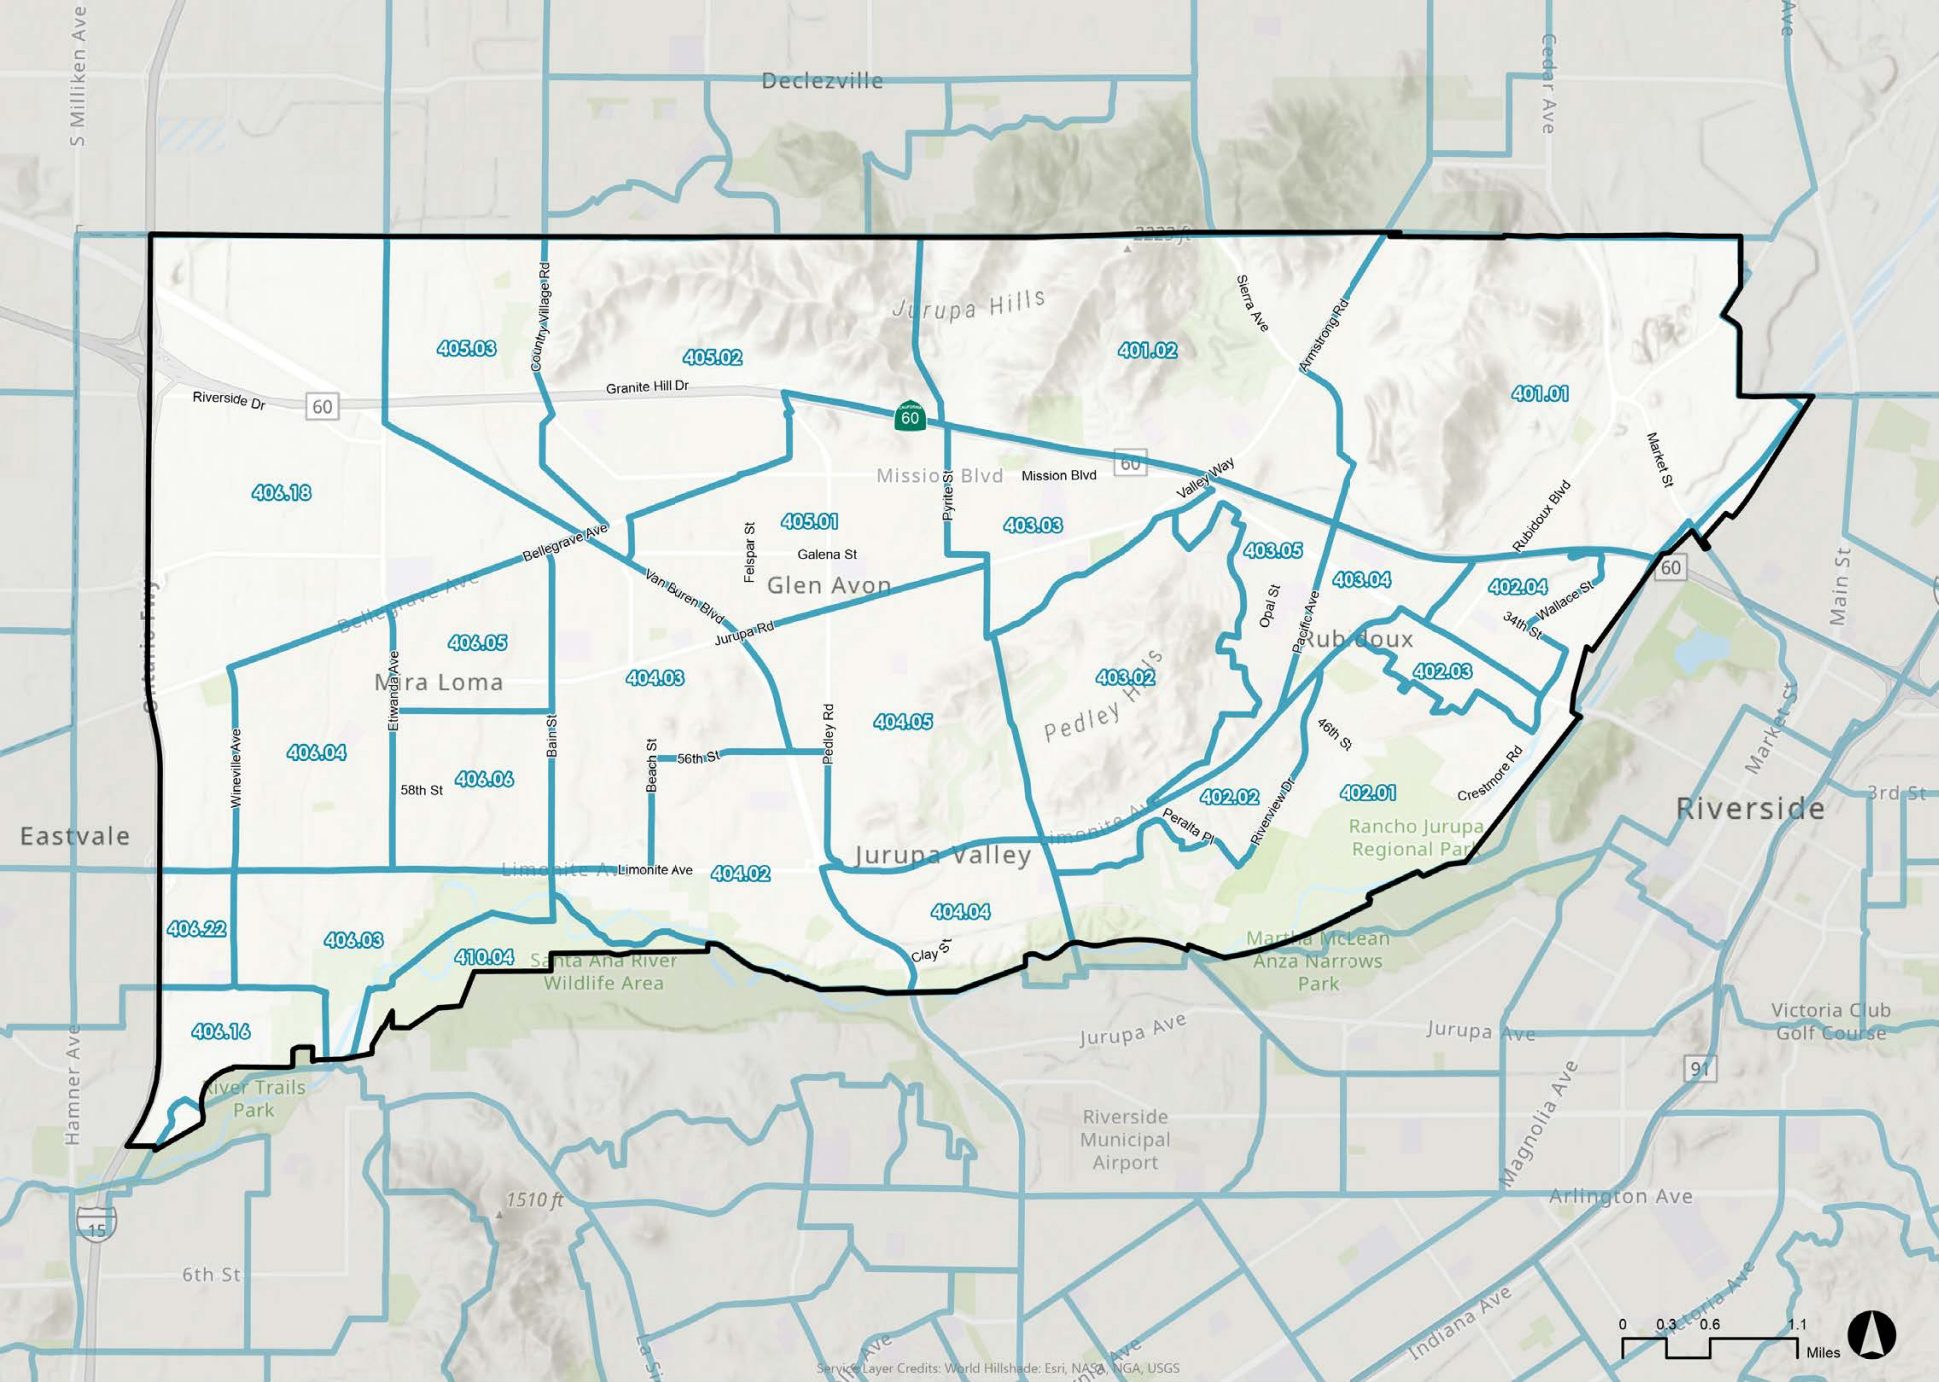 S Milliken Ave
Declezville
Cedar Ave
Ave
2223 ft
Jurupa Hills
Sierra Ave
Armstrong Rd
Country Village Rd
405.03
405.02
401.02
401.01
Granite Hill Dr
Riverside Dr
60
60
CALIFORNIA
Market St
Mission Blvd
Mission Blvd
60
Valley Way
406.18
Pyrite St
Rubidoux Blvd
405.01
403.03
Bellegrave Ave
Felspar St
Galena St
403.05
60
Ontario Fwy
Bellegrave Ave
Van Buren Blvd
Glen Avon
403.04
402.04
Wallace St
Main St
Opal St
Pacific Ave
34th St
Jurupa Rd
Rubidoux
406.05
Etiwanda Ave
Mira Loma
404.03
403.02
402.03
Pedley Hills
404.05
Pedley Rd
Bain St
46th St
Market St
Wineville Ave
406.04
Beach St
56th St
406.06
58th St
Crestmore Rd
402.02
402.01
3rd St
Riverview Dr
Peralta Pl
Riverside
Eastvale
Limonite Ave
Rancho Jurupa
Regional Park
Jurupa Valley
Limonite Av
Limonite Ave
404.02
404.04
406.22
406.03
Clay St
Martha McLean
Anza Narrows
Park
410.04
Santa Ana River
Wildlife Area
406.16
Jurupa Ave
Jurupa Ave
Victoria Club
Golf Course
Hamner Ave
91
River Trails
Park
Riverside
Municipal
Airport
Magnolia Ave
1510 ft
Arlington Ave
15
6th St
Victoria Ave
Indiana Ave
La Si
Ave
Ave
0 0.3 0.6 1.1
Miles
Service Layer Credits: World Hillshade: Esri, NASA, NGA, USGS